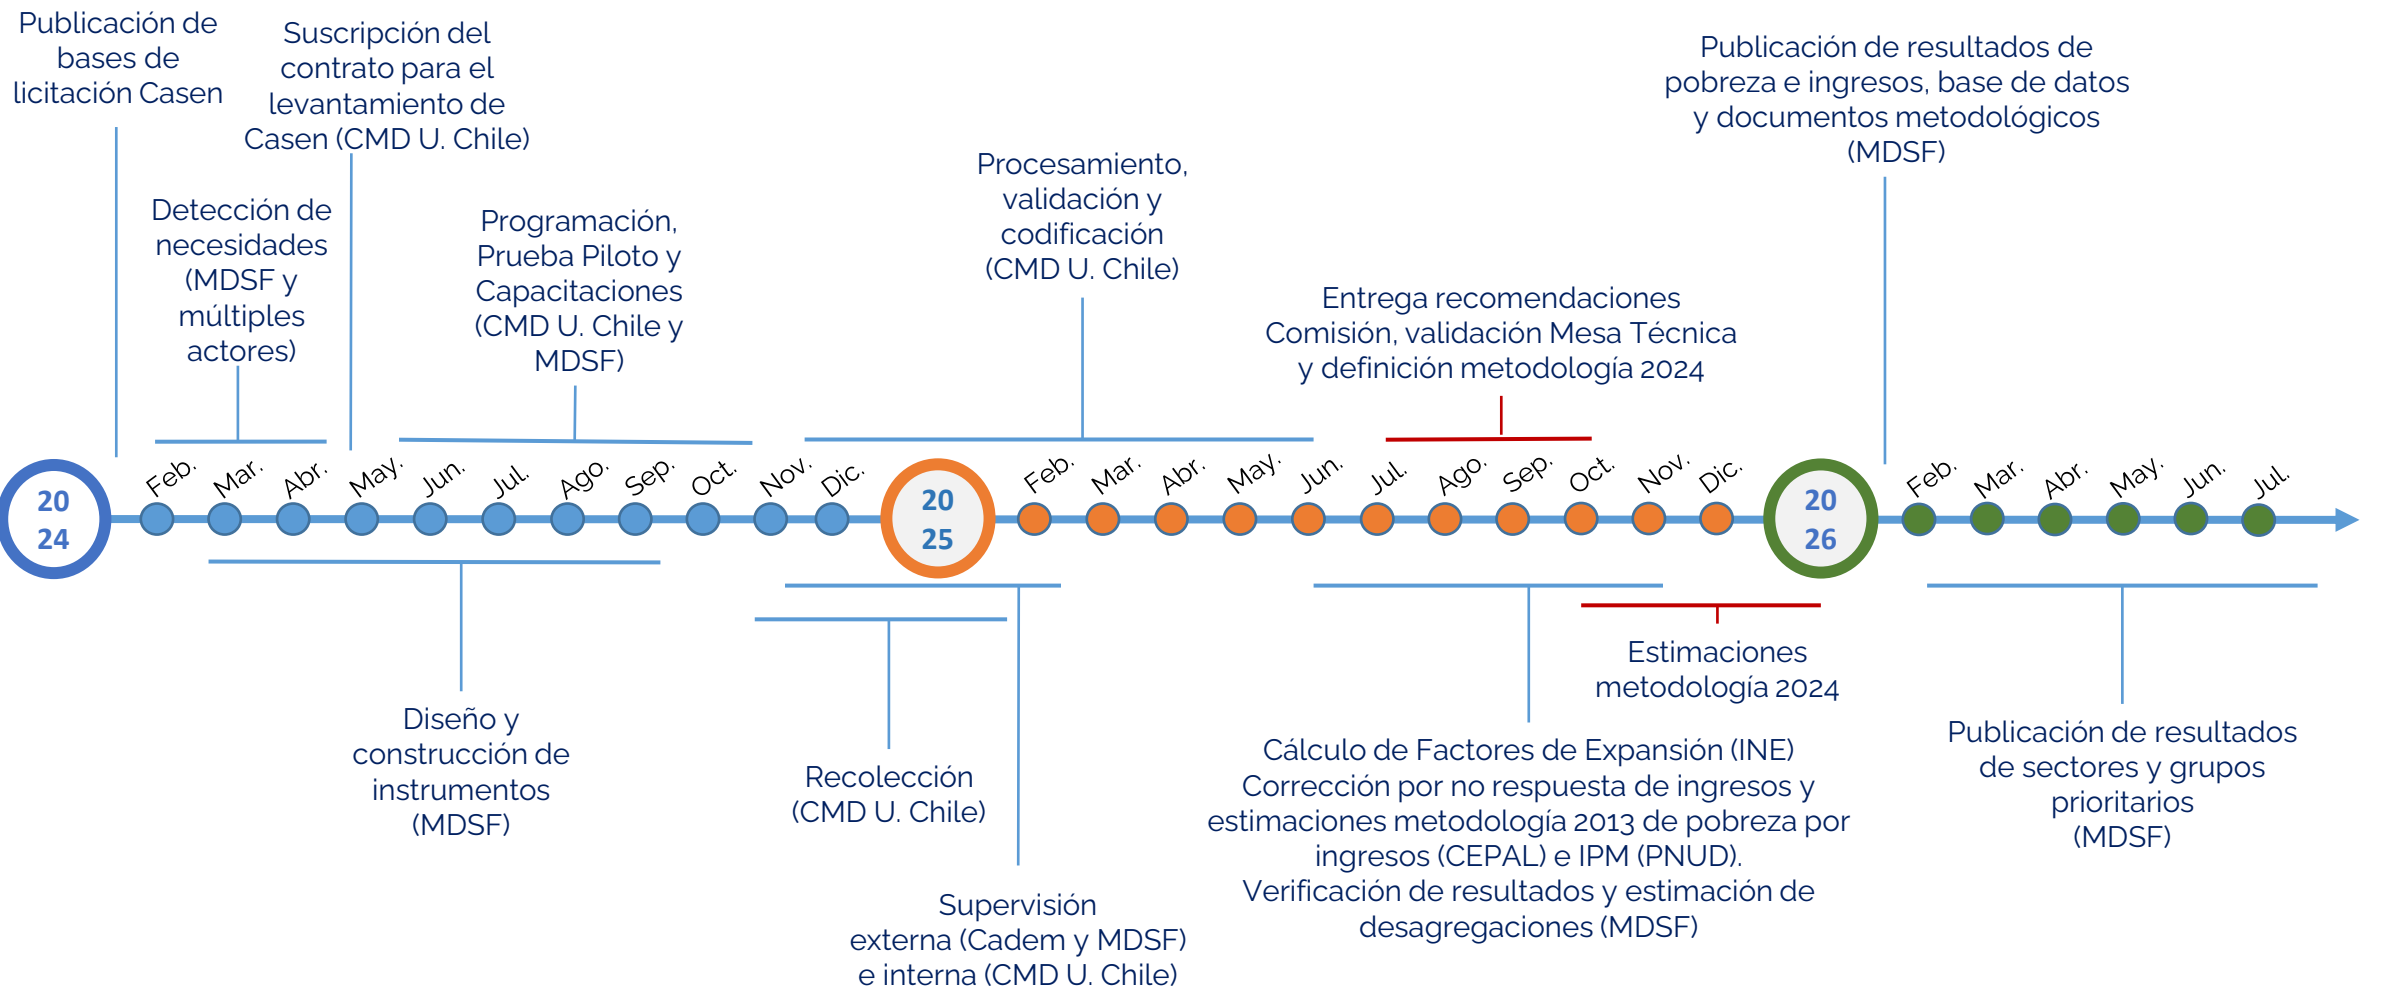 Publicación de
bases de
licitación Casen
Suscripción del
contrato para el
levantamiento de
Casen (CMD U. Chile)
Detección de
necesidades
(MDSF y
múltiples
actores)
Programación,
Prueba Piloto y
Capacitaciones
(CMD U. Chile y
MDSF)
Procesamiento,
validación y
codificación
(CMD U. Chile)
Entrega recomendaciones
Comisión, validación Mesa Técnica
y definición metodología 2024
Publicación de resultados de
pobreza e ingresos, base de datos
y documentos metodológicos
(MDSF)
20
24
Feb.
Mar.
Abr.
May.
Jun.
Jul.
Ago.
Sep.
Oct.
Nov.
Dic.
20
25
Feb.
Mar.
Abr.
May.
Jun.
Jul.
Ago.
Sep.
Oct.
Nov.
Dic.
20
26
Feb.
Mar.
Abr.
May.
Jun.
Jul.
Diseño y
construcción de
instrumentos
(MDSF)
Recolección
(CMD U. Chile)
Supervisión
externa (Cadem y MDSF)
e interna (CMD U. Chile)
Estimaciones
metodología 2024
Cálculo de Factores de Expansión (INE)
Corrección por no respuesta de ingresos y
estimaciones metodología 2013 de pobreza por
ingresos (CEPAL) e IPM (PNUD).
Verificación de resultados y estimación de
desagregaciones (MDSF)
Publicación de resultados
de sectores y grupos
prioritarios
(MDSF)